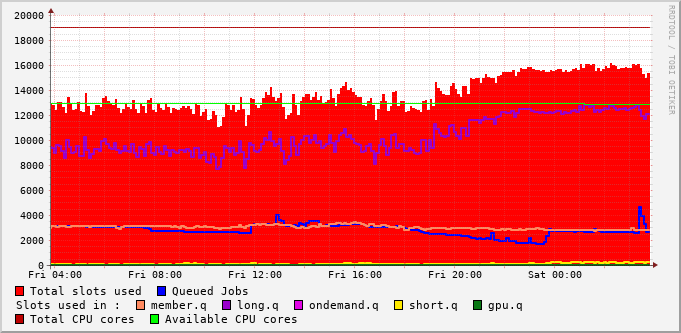 20000
18000
16000
14000
12000
10000
8000
6000
4000
2000
0
Fri 04:00 Fri 08:00 Fri 12:00 Fri 16:00 Fri 20:00 Sat 00:00
Total slots used Queued Jobs
Slots used in : member.q long.q ondemand.q short.q gpu.q
Total CPU cores Available CPU cores
RRDTOOL / TOBI OETIKER